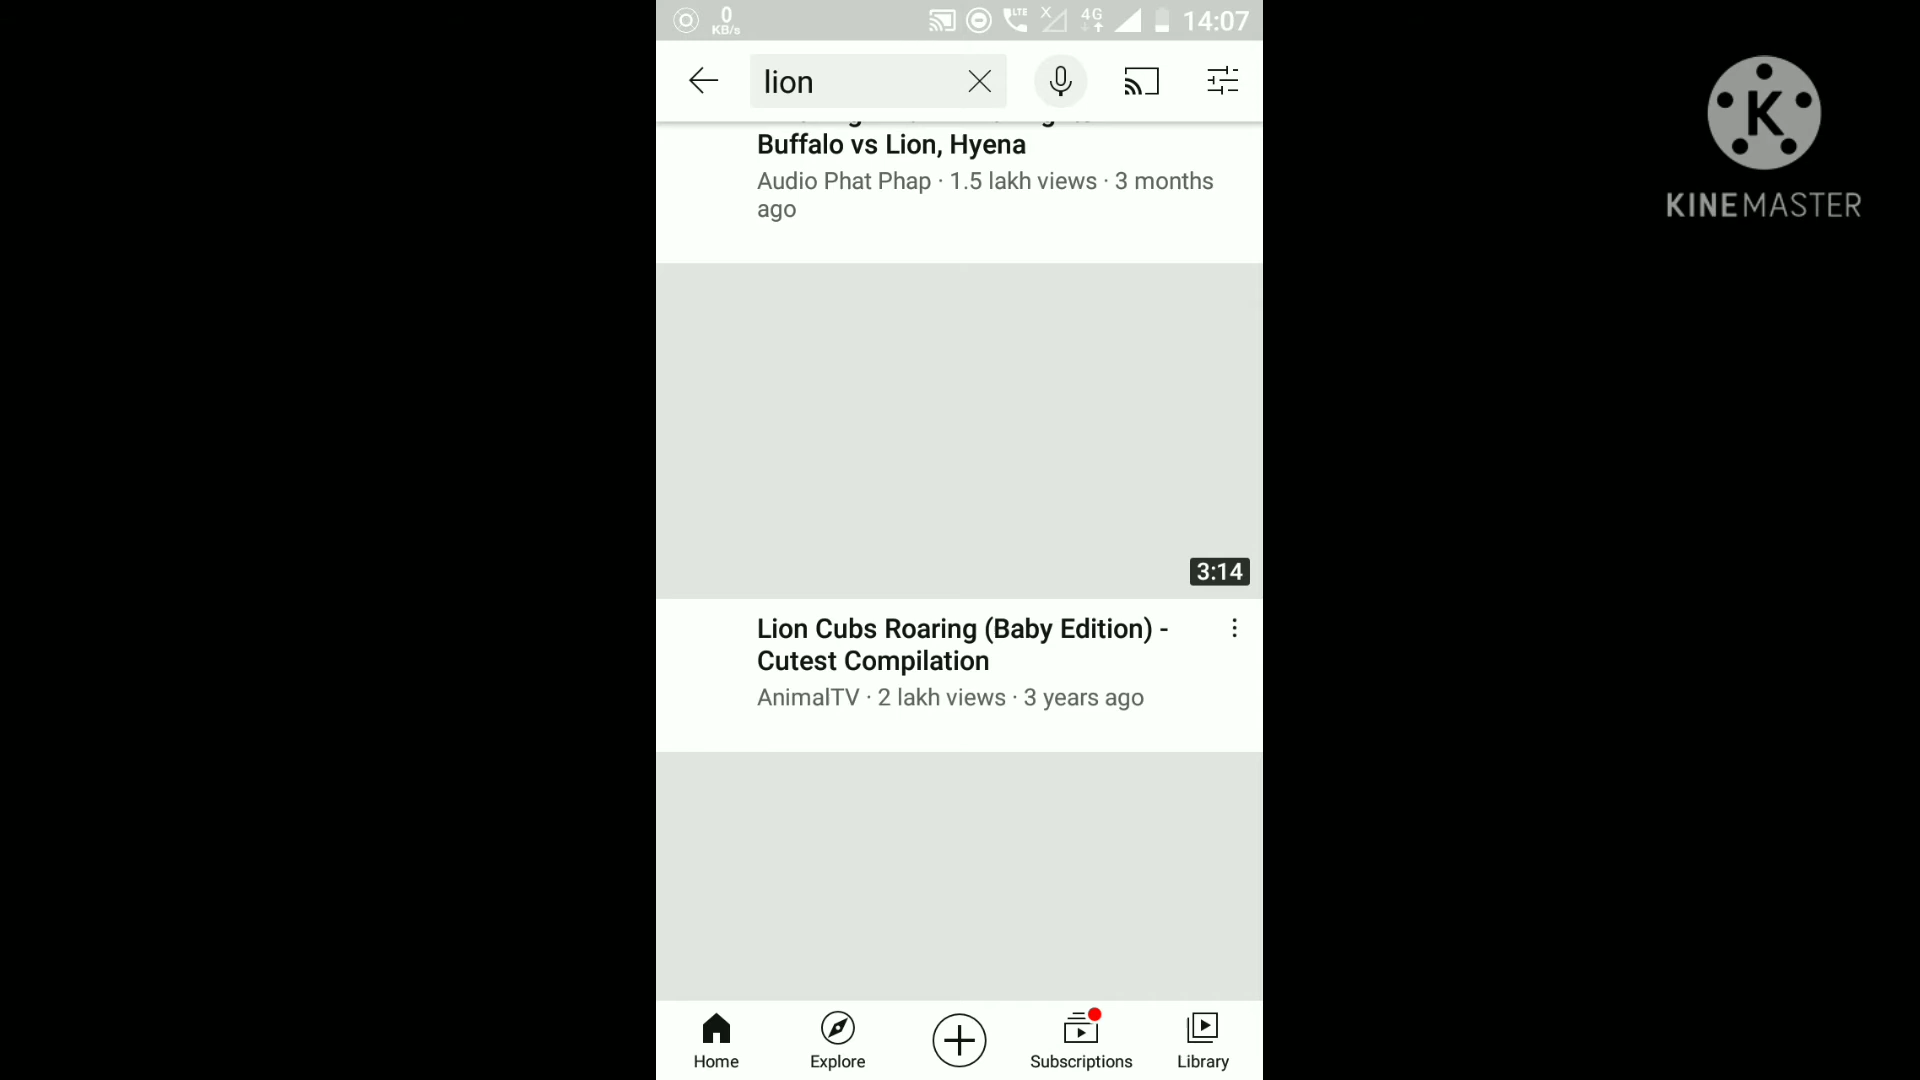 0
KB/s
LTE
X
4G
14:07
lion
Buffalo vs Lion, Hyena
Audio Phat Phap · 1.5 lakh views · 3 months
ago
3:14
Lion Cubs Roaring (Baby Edition) -
Cutest Compilation
AnimalTV · 2 lakh views · 3 years ago
Home
Explore
Subscriptions
Library
K
KINEMASTER